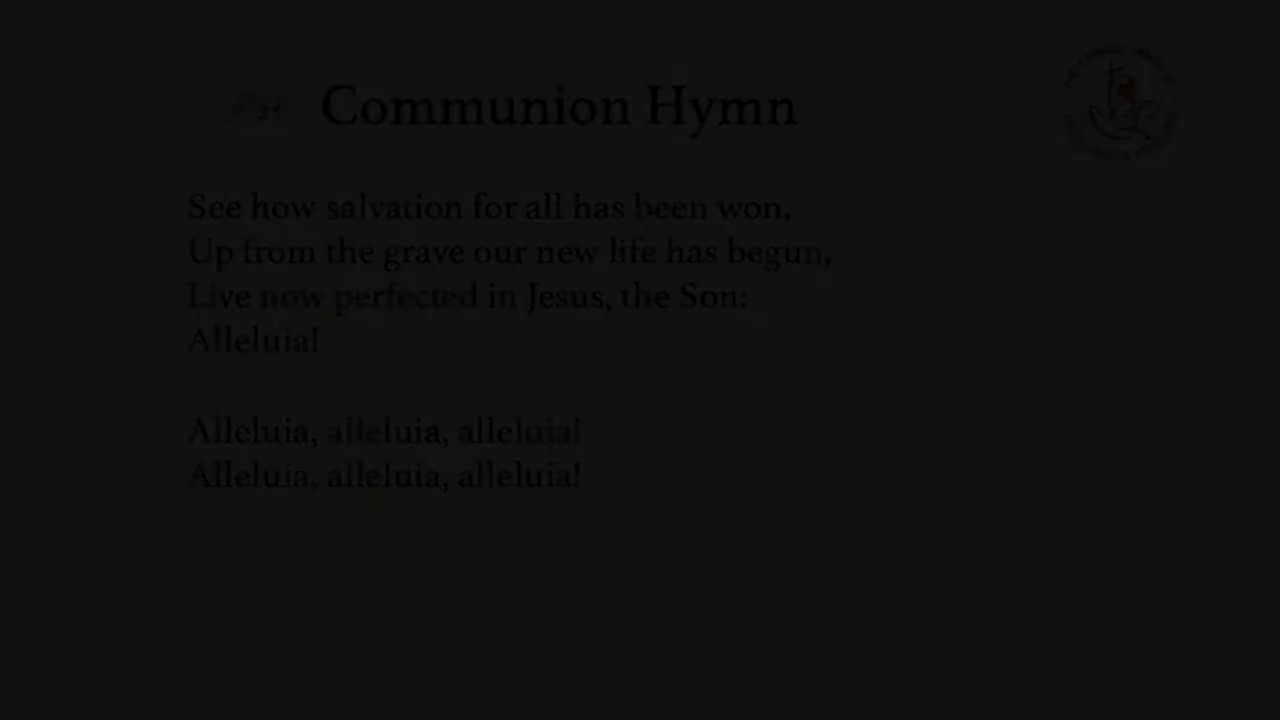 Communion Hymn
See how salvation for all has been won,
Up from the grave our new life has begun,
Live now perfected in Jesus, the Son:
Alleluia!
Alleluia, alleluia, alleluia!
Alleluia, alleluia, alleluia!